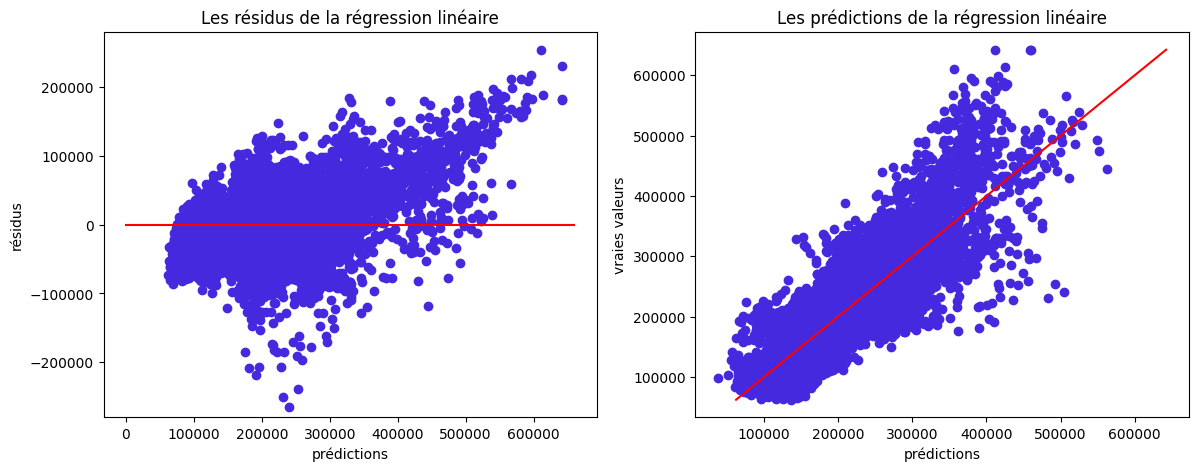 Les résidus de la régression linéaire
résidus
200000
100000
0
−100000
−200000
0 100000 200000 300000 400000 500000 600000
prédictions
Les prédictions de la régression linéaire
vraies valeurs
600000
500000
400000
300000
200000
100000
100000 200000 300000 400000 500000 600000
prédictions